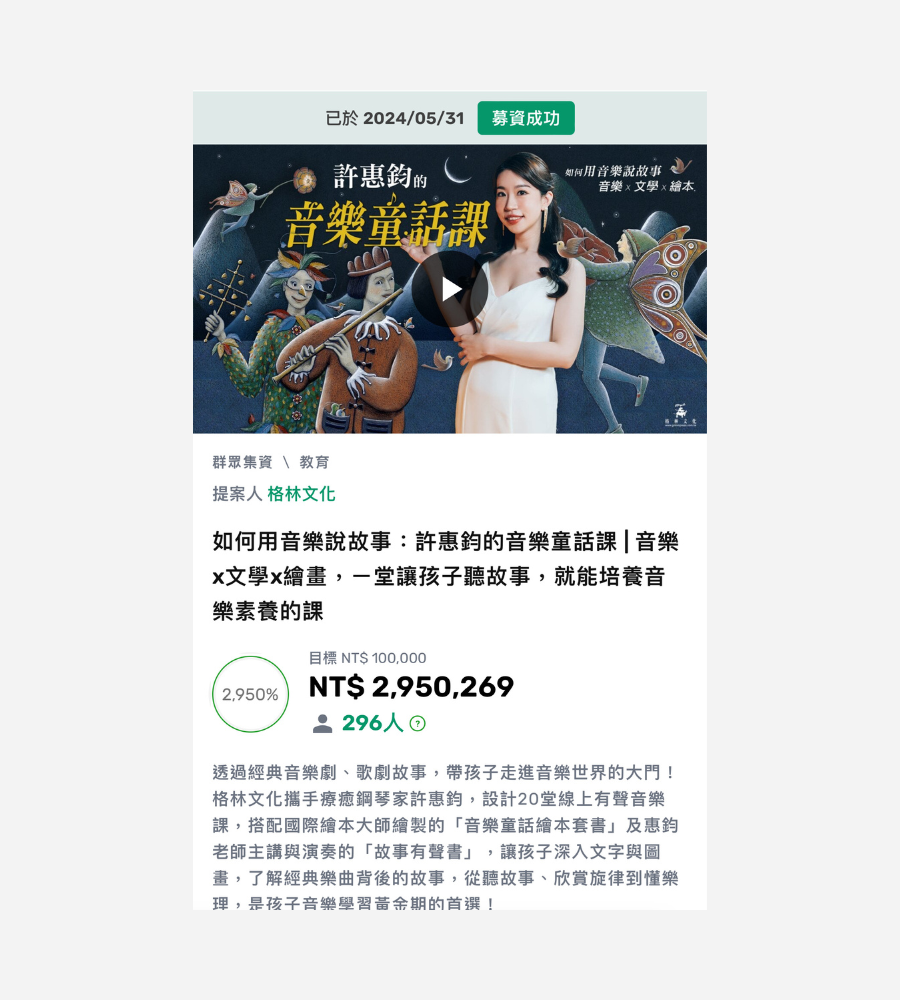 已於 2024/05/31 募資成功
許惠鈞的
音樂童話課
如何用音樂說故事
音樂 x 文學 x 繪本
格林文化
群眾集資 \ 教育
提案人 格林文化
如何用音樂說故事：許惠鈞的音樂童話課 | 音樂
x文學x繪畫，一堂讓孩子聽故事，就能培養音
樂素養的課
目標 NT$ 100,000
2,950%
NT$ 2,950,269
296人 ?
透過經典音樂劇、歌劇故事，帶孩子走進音樂世界的大門！
格林文化攜手療癒鋼琴家許惠鈞，設計20堂線上有聲音樂
課，搭配國際繪本大師繪製的「音樂童話繪本套書」及惠鈞
老師主講與演奏的「故事有聲書」，讓孩子深入文字與圖
畫，了解經典樂曲背後的故事，從聽故事、欣賞旋律到懂樂
理，是孩子音樂學習黃金期的首選！